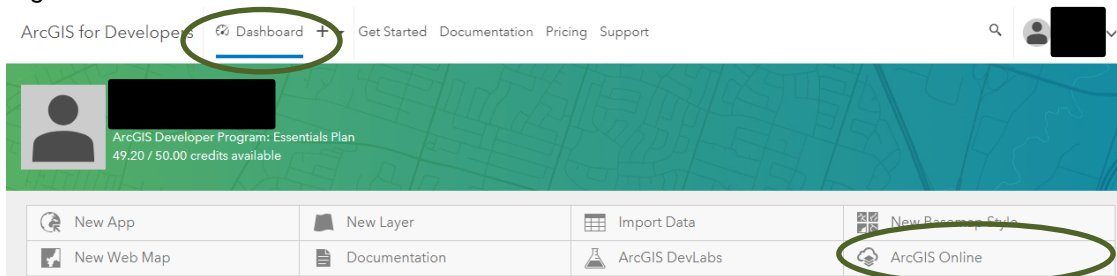 ArcGIS for Developers Dashboard + Get Started Documentation Pricing Support
ArcGIS Developer Program: Essentials Plan
49.20 / 50.00 credits available
New App New Layer Import Data New Basemap Style
New Web Map Documentation ArcGIS DevLabs ArcGIS Online